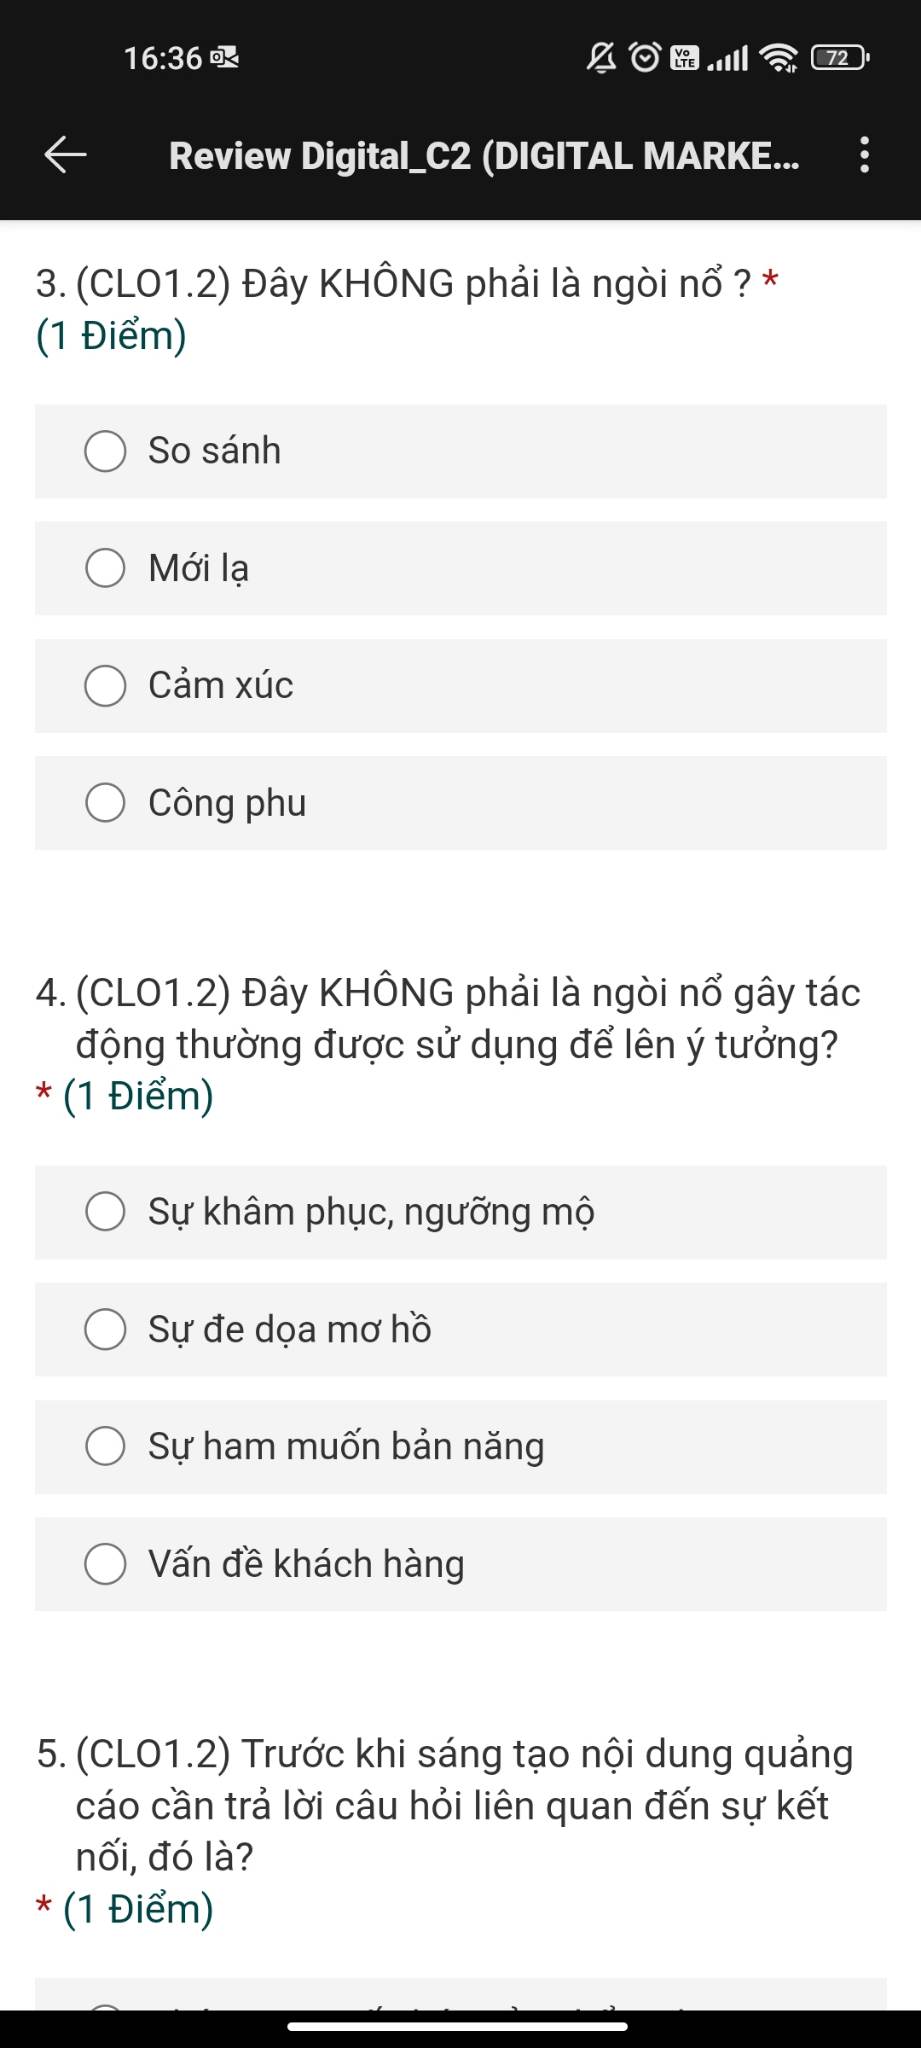 16:36
Vo
LTE
72
Review Digital_C2 (DIGITAL MARKE...
3. (CLO1.2) Đây KHÔNG phải là ngòi nổ ? *
(1 Điểm)
So sánh
Mới lạ
Cảm xúc
Công phu
4. (CLO1.2) Đây KHÔNG phải là ngòi nổ gây tác
động thường được sử dụng để lên ý tưởng?
* (1 Điểm)
Sự khâm phục, ngưỡng mộ
Sự đe dọa mơ hồ
Sự ham muốn bản năng
Vấn đề khách hàng
5. (CLO1.2) Trước khi sáng tạo nội dung quảng
cáo cần trả lời câu hỏi liên quan đến sự kết
nối, đó là?
* (1 Điểm)